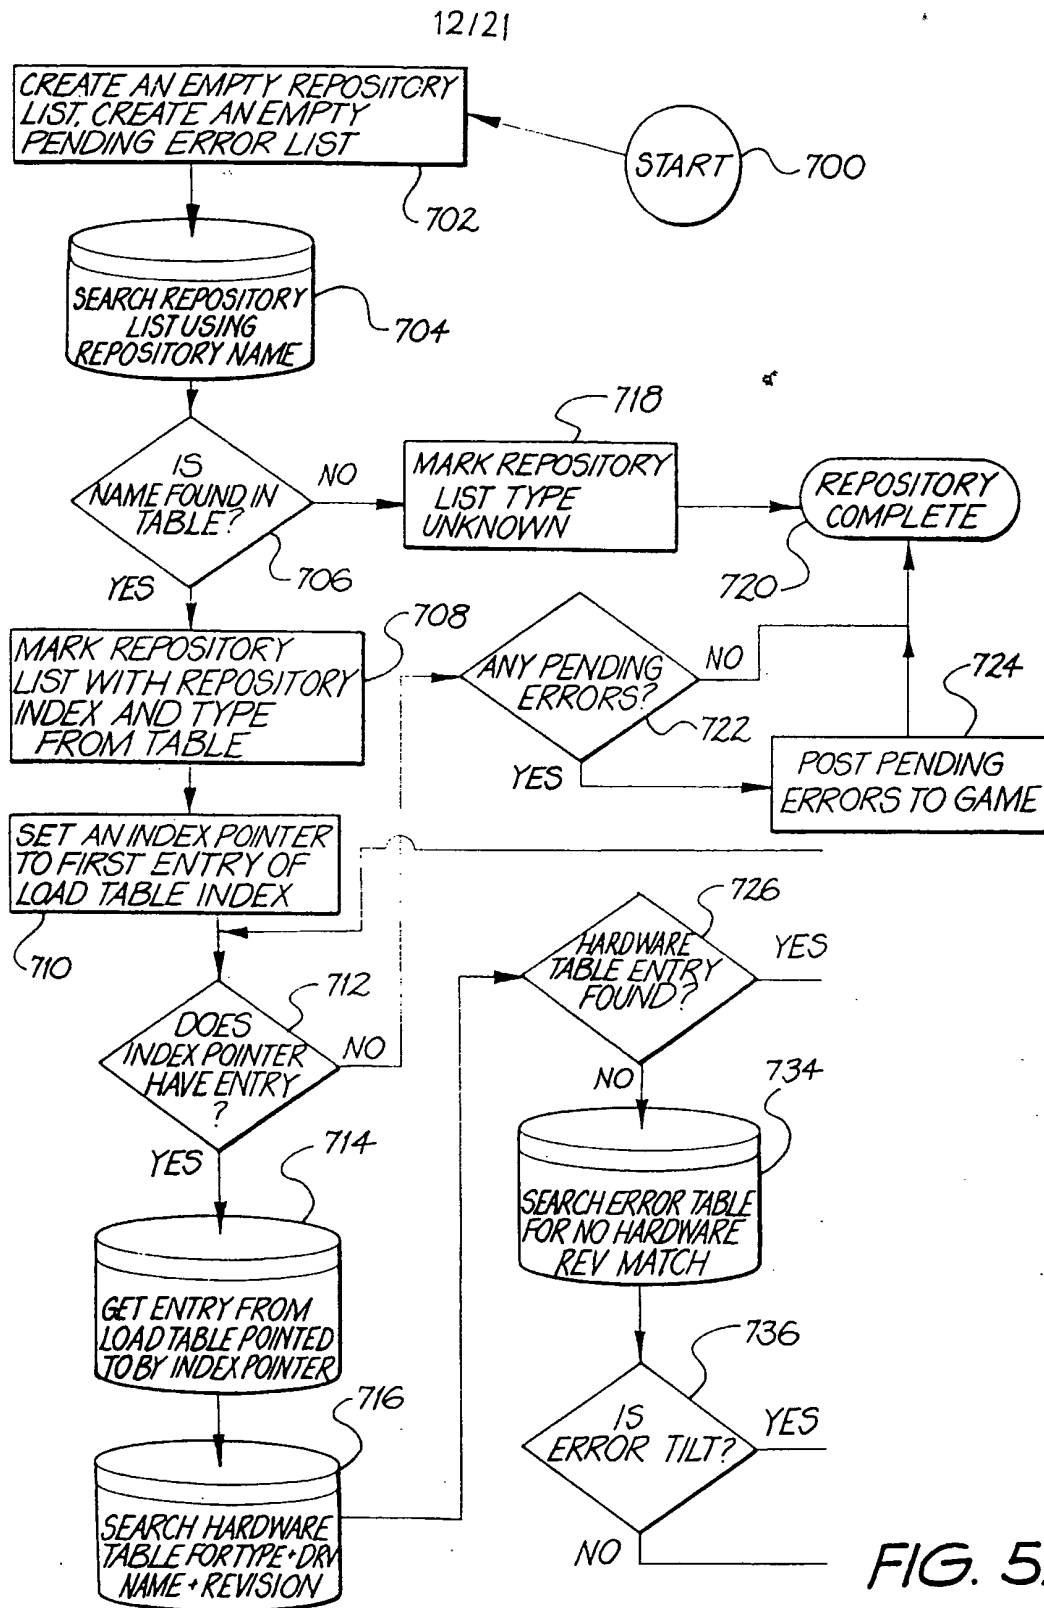 12/21
CREATE AN EMPTY REPOSITORY
LIST, CREATE AN EMPTY
PENDING ERROR LIST
702
START
700
SEARCH REPOSITORY
LIST USING
REPOSITORY NAME
704
IS
NAME FOUND IN
TABLE?
706
NO
YES
718
MARK REPOSITORY
LIST TYPE
UNKNOWN
REPOSITORY
COMPLETE
720
708
MARK REPOSITORY
LIST WITH REPOSITORY
INDEX AND TYPE
FROM TABLE
ANY PENDING
ERRORS?
722
NO
YES
724
POST PENDING
ERRORS TO GAME
SET AN INDEX POINTER
TO FIRST ENTRY OF
LOAD TABLE INDEX
710
712
DOES
INDEX POINTER
HAVE ENTRY
?
NO
YES
726
HARDWARE
TABLE ENTRY
FOUND?
YES
NO
714
GET ENTRY FROM
LOAD TABLE POINTED
TO BY INDEX POINTER
734
SEARCH ERROR TABLE
FOR NO HARDWARE
REV MATCH
716
SEARCH HARDWARE
TABLE FOR TYPE+DRV
NAME+REVISION
736
IS
ERROR TILT?
YES
NO
FIG. 5.